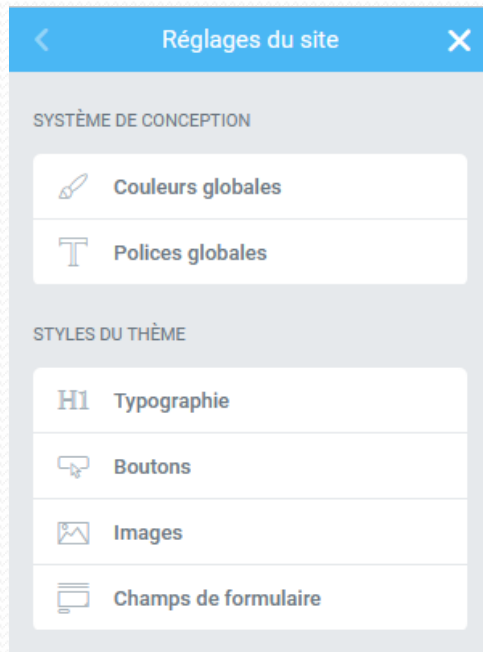 Réglages du site
SYSTÈME DE CONCEPTION
Couleurs globales
Polices globales
STYLES DU THÈME
H1 Typographie
Boutons
Images
Champs de formulaire